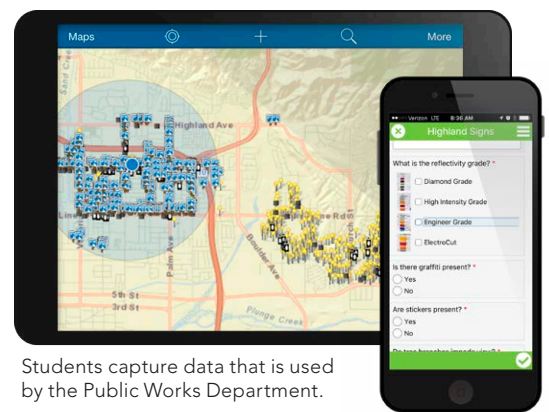 Maps
More
Highland Ave
Palm Ave
Boulder Ave
5th St
3rd St
Plunge Creek
Verizon LTE 8:36 AM
Highland Signs
What is the reflectivity grade? *
Diamond Grade
High Intensity Grade
Engineer Grade
ElectroCut
Is there graffiti present? *
Yes
No
Are stickers present? *
Yes
No
Students capture data that is used
by the Public Works Department.